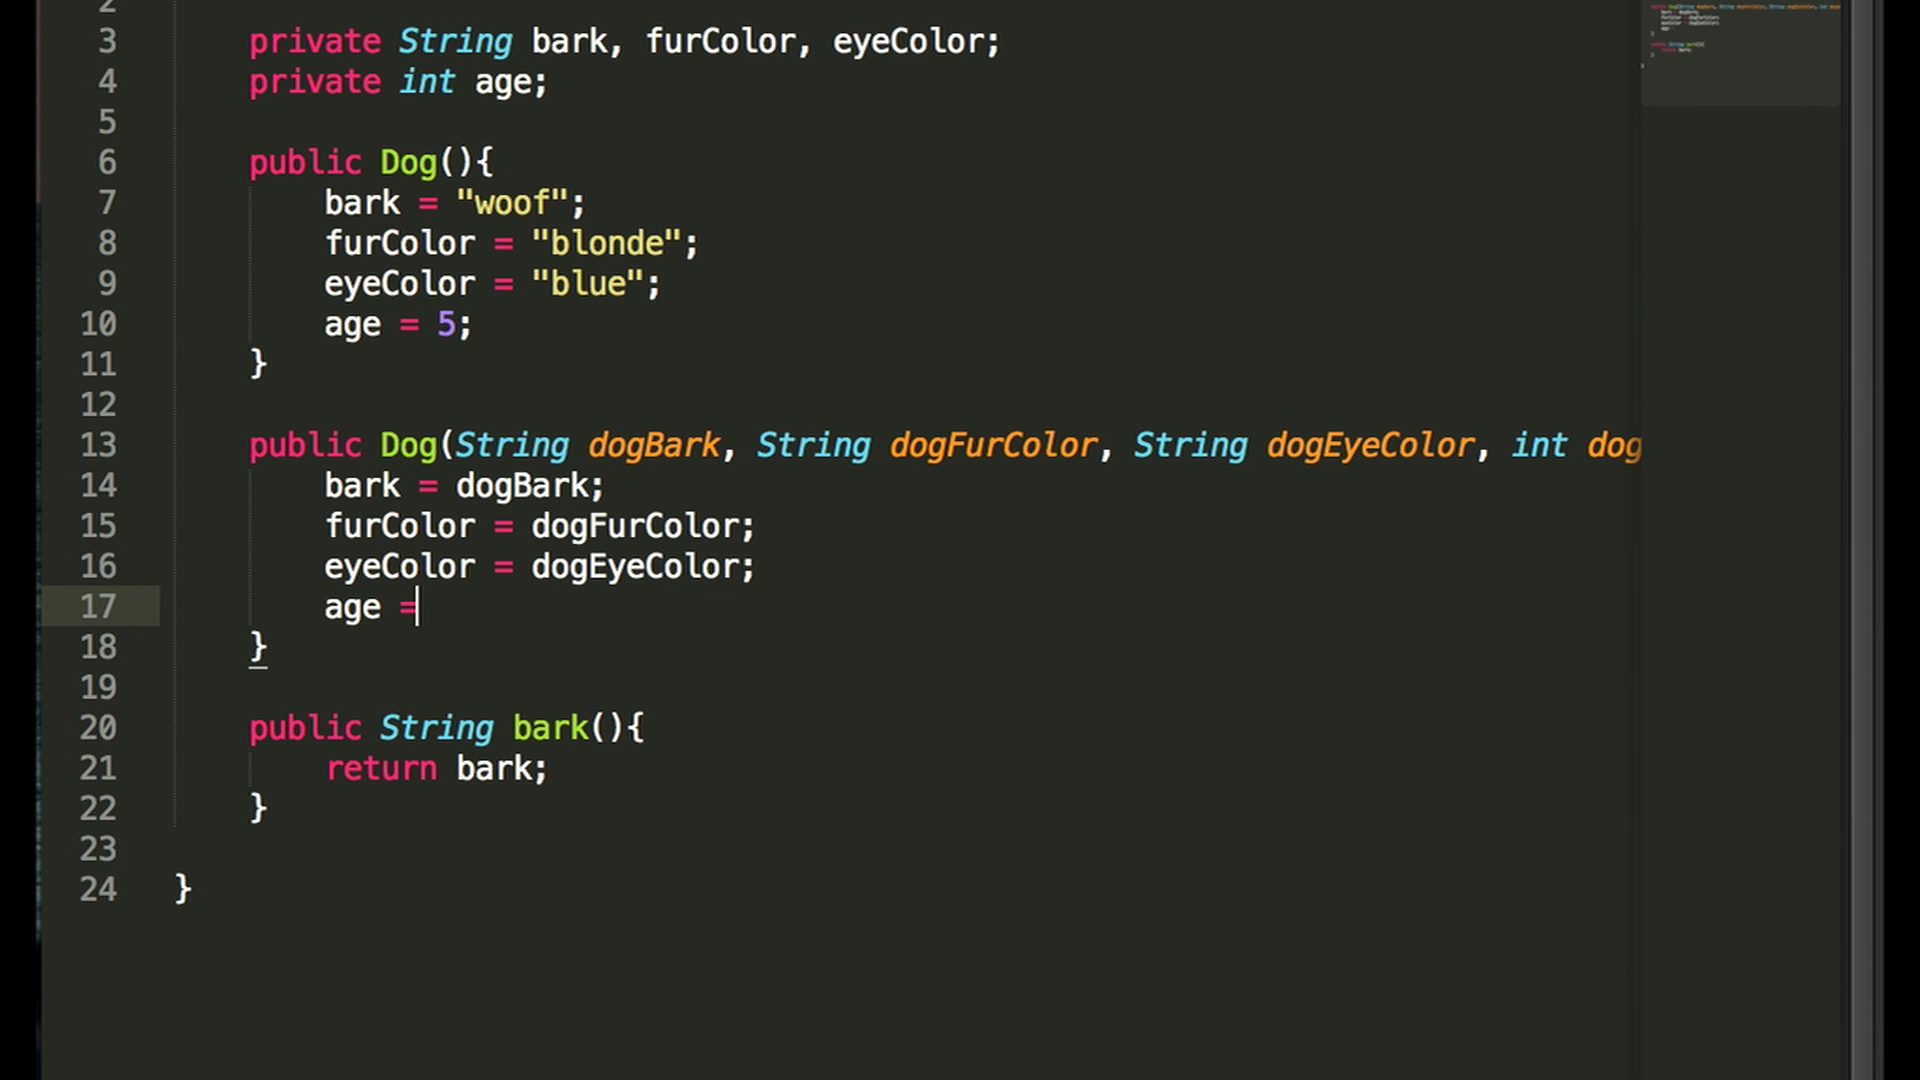 2
3 private String bark, furColor, eyeColor;
4 private int age;
5
6 public Dog(){
7 bark = "woof";
8 furColor = "blonde";
9 eyeColor = "blue";
10 age = 5;
11 }
12
13 public Dog(String dogBark, String dogFurColor, String dogEyeColor, int dog
14 bark = dogBark;
15 furColor = dogFurColor;
16 eyeColor = dogEyeColor;
17 age =
18 }
19
20 public String bark(){
21 return bark;
22 }
23
24 }